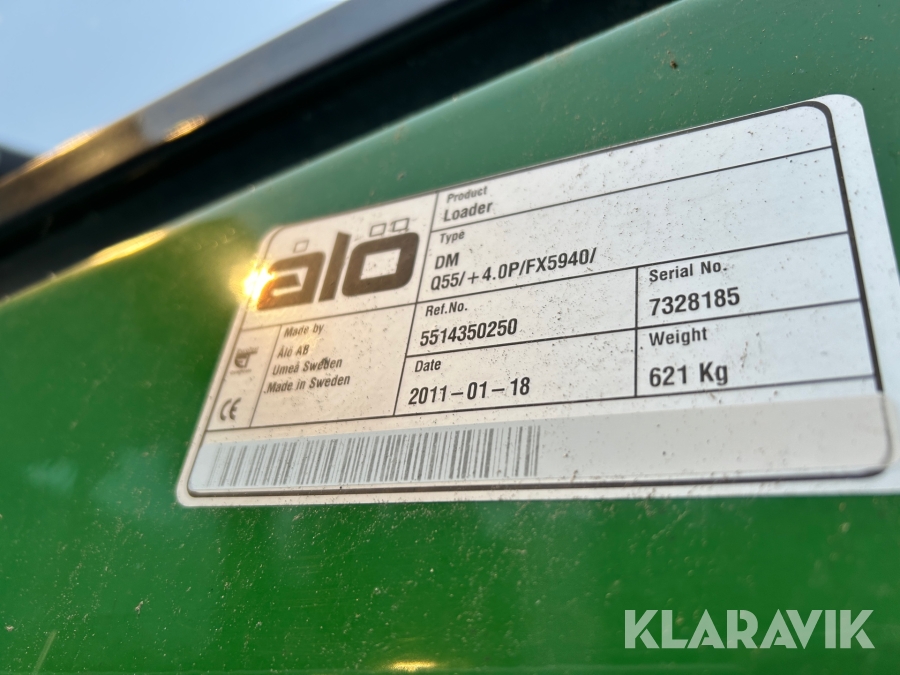 ålö
Product
Loader
Type
DM
Q55/+4.0P/FX5940/
Ref.No.
5514350250
Serial No.
7328185
Date
2011-01-18
Weight
621 Kg
Made by
Ålö AB
Umeå Sweden
Made in Sweden
CE
KLARAVIK